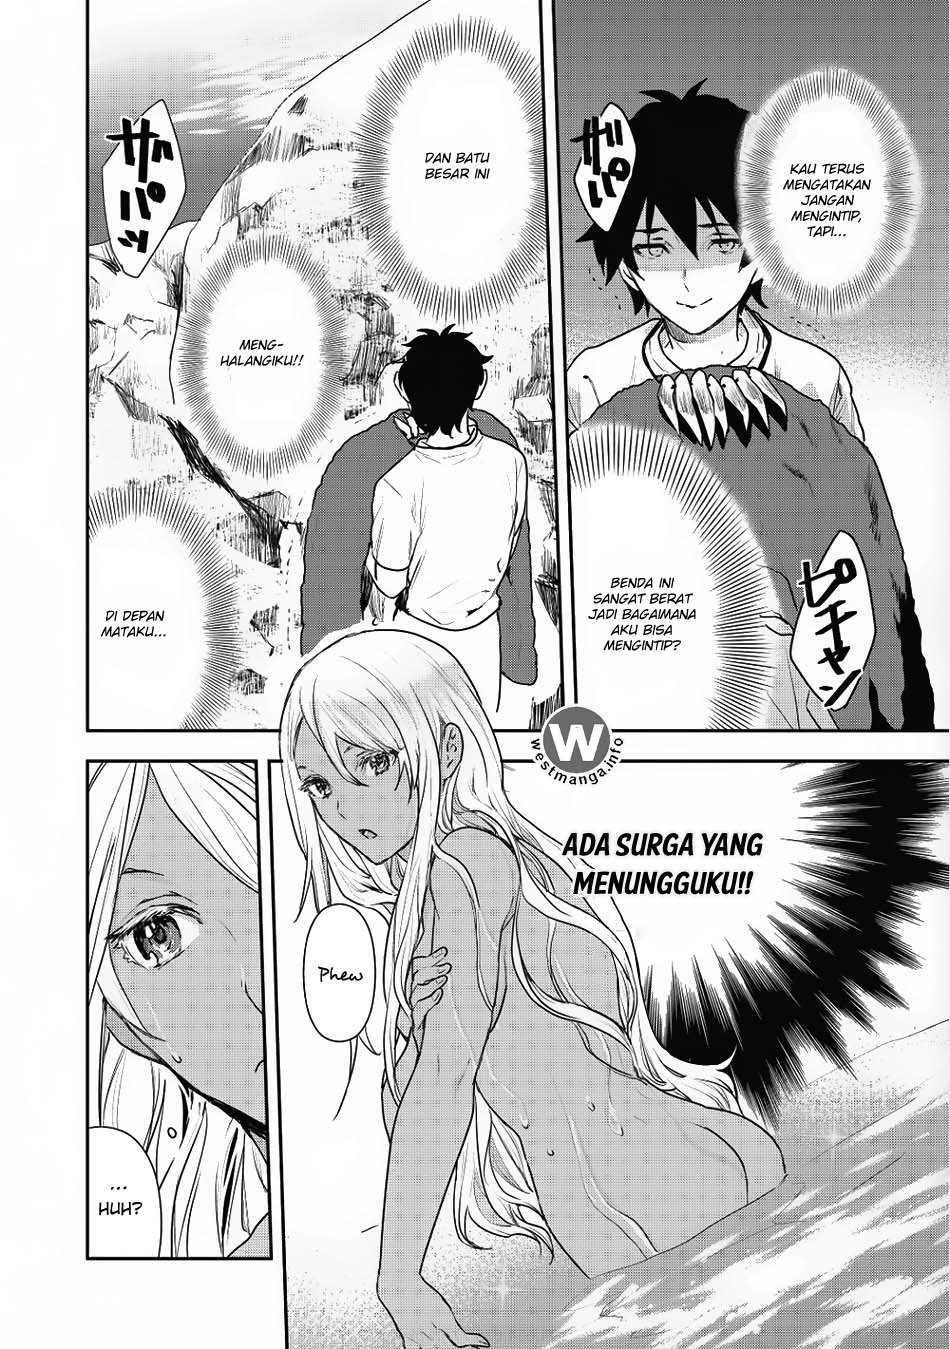 KAU TERUS
MENGATAKAN
JANGAN
MENGINTIP,
TAPI...
ザパッ
BENDA INI
SANGAT BERAT
JADI BAGAIMANA
AKU BISA
MENGINTIP?
ピチャン
DAN BATU
BESAR INI
ザパッ
MENG-
HALANGIKU!!
DI DEPAN
MATAKU...
W
westmanga.info
ADA SURGA YANG
MENUNGGUKU!!
Phew
...
HUH?